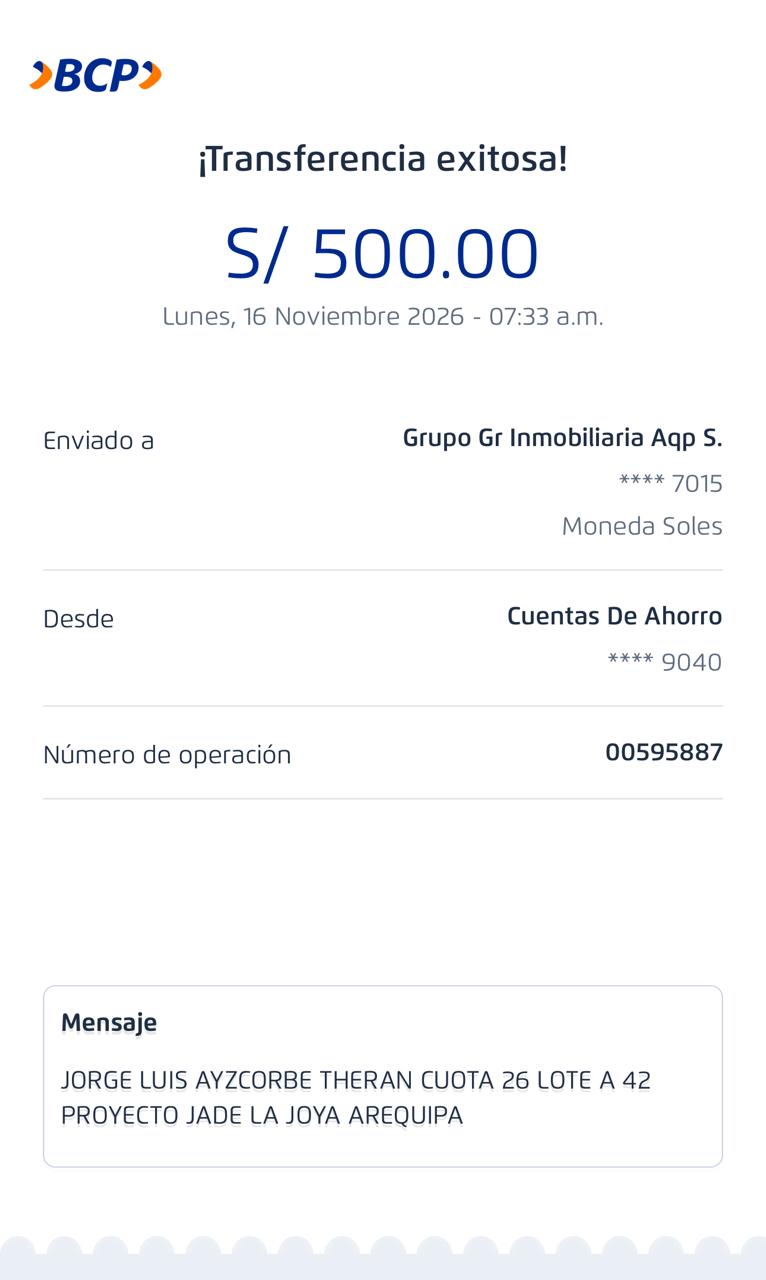 BCP
¡Transferencia exitosa!
S/ 500.00
Lunes, 16 Noviembre 2026 - 07:33 a.m.
Enviado a
Grupo Gr Inmobiliaria Aqp S.
**** 7015
Moneda Soles
Desde
Cuentas De Ahorro
**** 9040
Número de operación
00595887
Mensaje
JORGE LUIS AYZCORBE THERAN CUOTA 26 LOTE A 42
PROYECTO JADE LA JOYA AREQUIPA